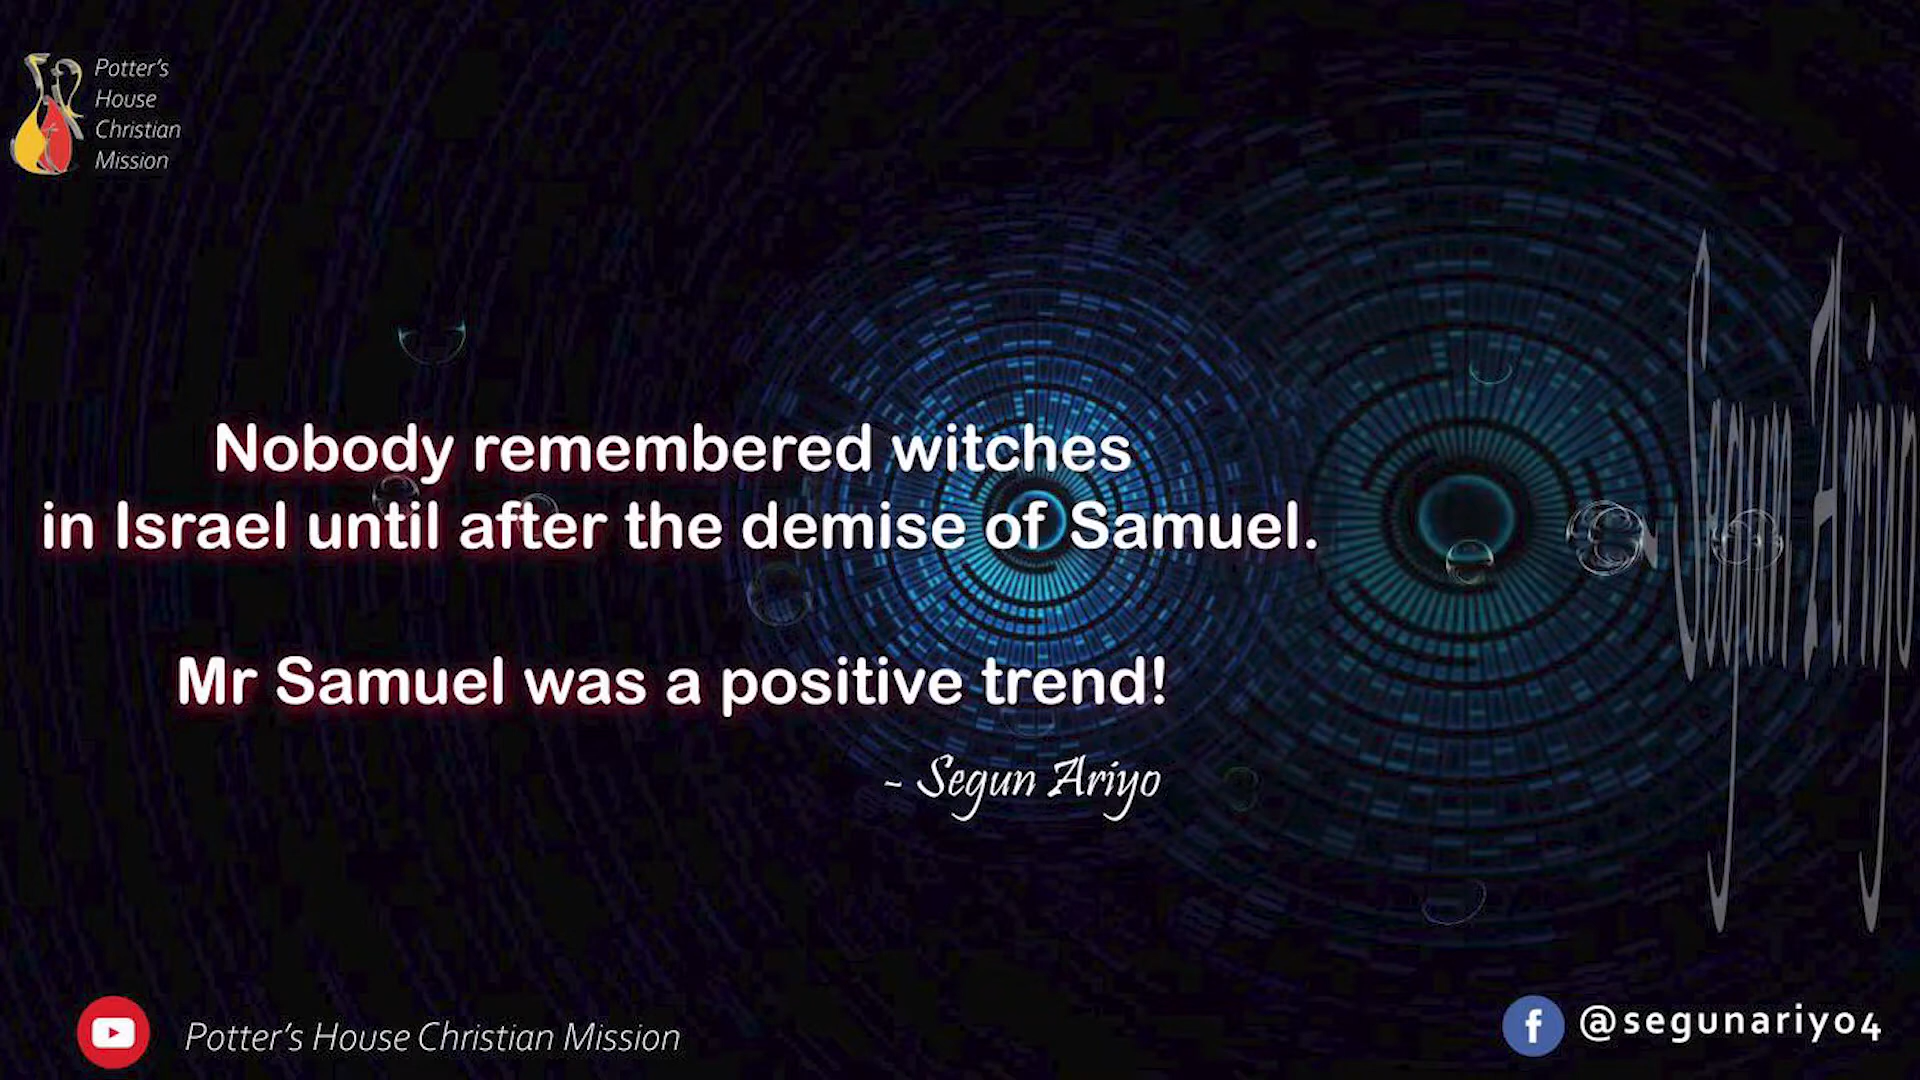 Potter's
House
Christian
Mission
Nobody remembered witches
in Israel until after the demise of Samuel.
Mr Samuel was a positive trend!
~ Segun Ariyo
~ Segun Ariyo
Potter's House Christian Mission
@segunariyo4